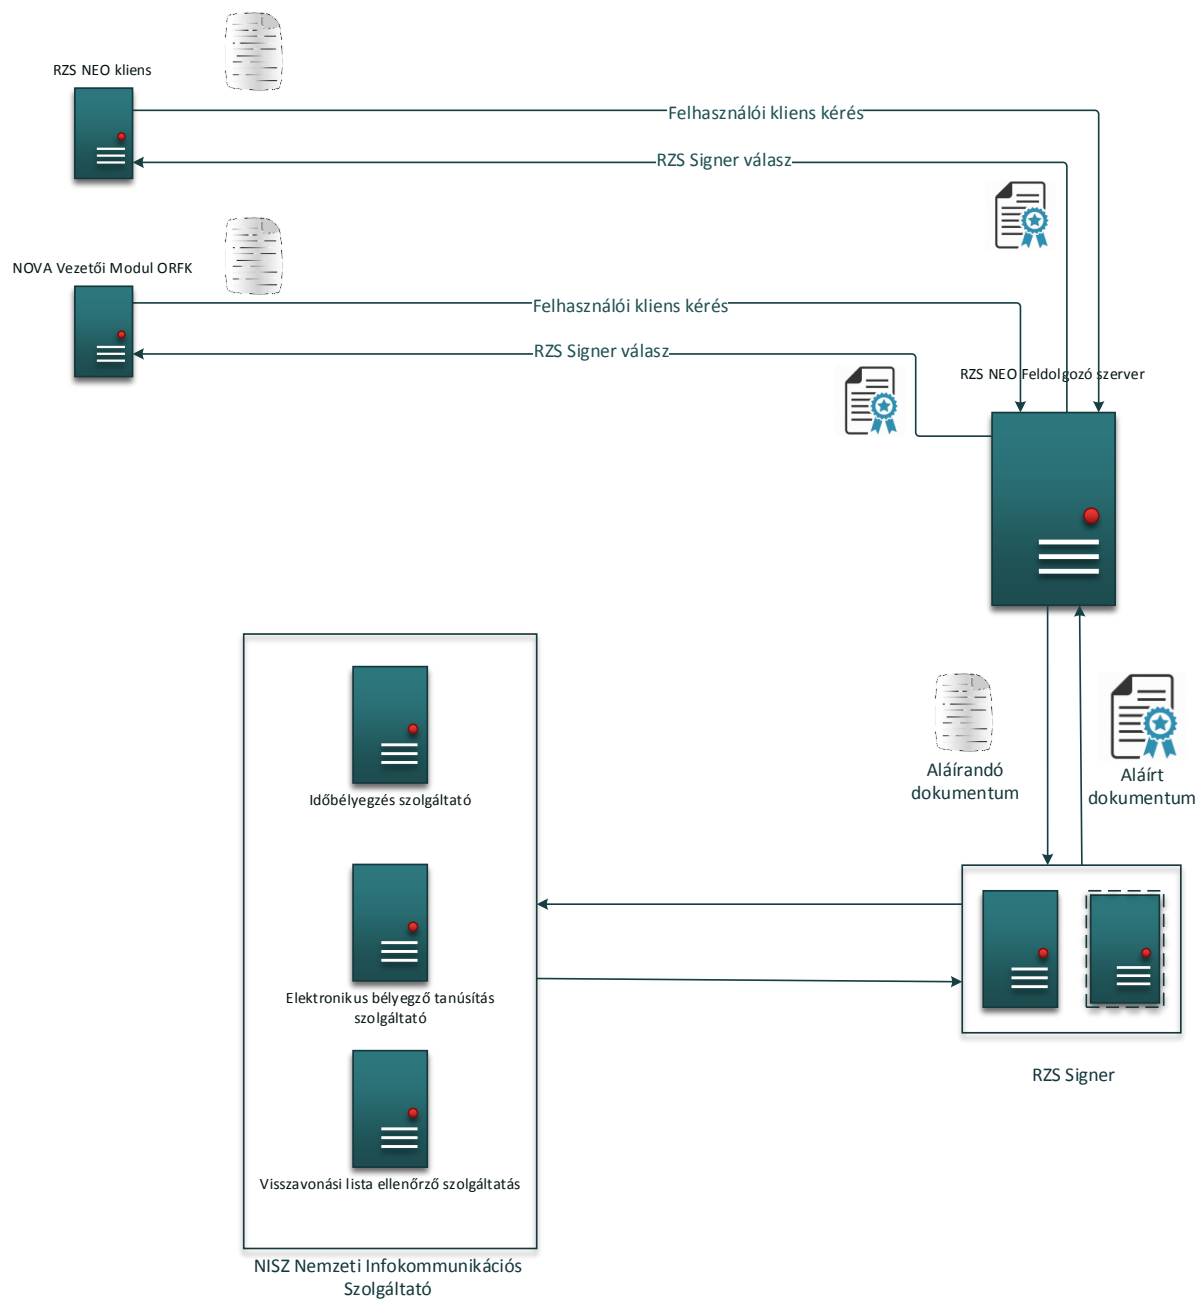 RZS NEO kliens
Felhasználói kliens kérés
RZS Signer válasz
NOVA Vezetői Modul ORFK
Felhasználói kliens kérés
RZS Signer válasz
RZS NEO Feldolgozó szerver
Aláírandó
dokumentum
Aláírt
dokumentum
Időbélyegzés szolgáltató
Elektronikus bélyegző tanúsítás
szolgáltató
RZS Signer
Visszavonási lista ellenőrző szolgáltatás
NISZ Nemzeti Infokommunikációs
Szolgáltató